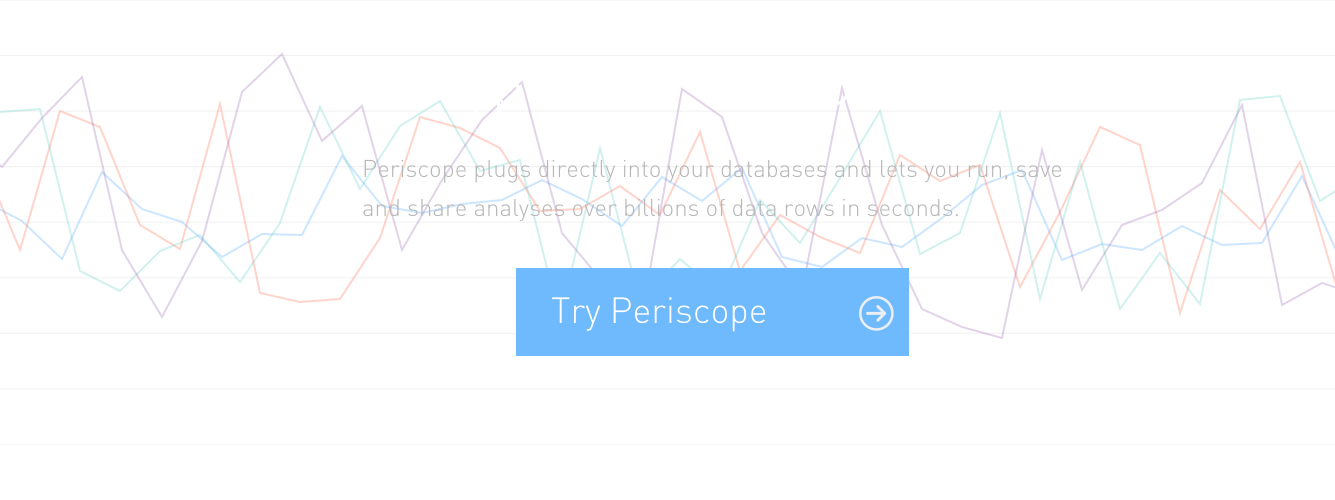 Periscope plugs directly into your databases and lets you run, save
and share analyses over billions of data rows in seconds.
Try Periscope